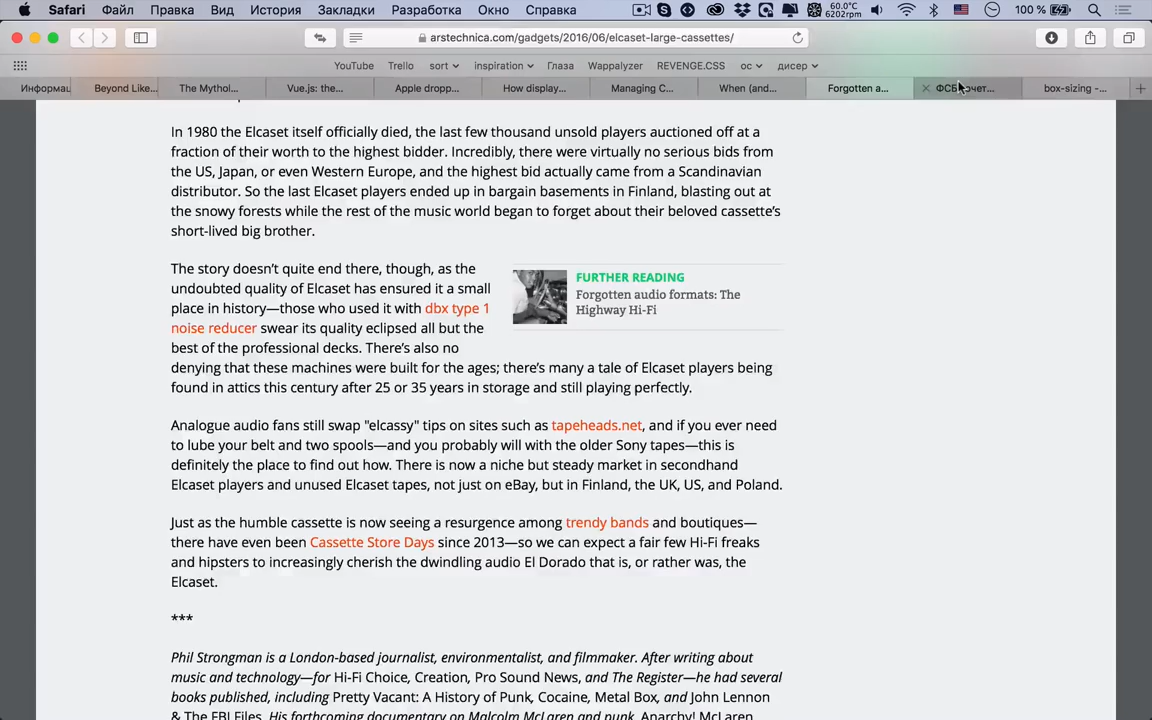 Safari Файл Правка Вид История Закладки Разработка Окно Справка 60.0°C 6202rpm 100 %
arstechnica.com/gadgets/2016/06/elcaset-large-cassettes/
YouTube Trello sort inspiration Глаза Wappalyzer REVENGE.CSS ос дисер
Информац Beyond Like... The Mythol... Vue.js: the... Apple dropp... How display... Managing C... When (and... Forgotten a... box-sizing -...
In 1980 the Elcaset itself officially died, the last few thousand unsold players auctioned off at a
fraction of their worth to the highest bidder. Incredibly, there were virtually no serious bids from
the US, Japan, or even Western Europe, and the highest bid actually came from a Scandinavian
distributor. So the last Elcaset players ended up in bargain basements in Finland, blasting out at
the snowy forests while the rest of the music world began to forget about their beloved cassette's
short-lived big brother.
The story doesn't quite end there, though, as the
undoubted quality of Elcaset has ensured it a small
place in history—those who used it with dbx type 1
noise reducer swear its quality eclipsed all but the
best of the professional decks. There's also no
denying that these machines were built for the ages; there's many a tale of Elcaset players being
found in attics this century after 25 or 35 years in storage and still playing perfectly.
FURTHER READING
Forgotten audio formats: The
Highway Hi-Fi
Analogue audio fans still swap "elcassy" tips on sites such as tapeheads.net, and if you ever need
to lube your belt and two spools—and you probably will with the older Sony tapes—this is
definitely the place to find out how. There is now a niche but steady market in secondhand
Elcaset players and unused Elcaset tapes, not just on eBay, but in Finland, the UK, US, and Poland.
Just as the humble cassette is now seeing a resurgence among trendy bands and boutiques—
there have even been Cassette Store Days since 2013—so we can expect a fair few Hi-Fi freaks
and hipsters to increasingly cherish the dwindling audio El Dorado that is, or rather was, the
Elcaset.
***
Phil Strongman is a London-based journalist, environmentalist, and filmmaker. After writing about
music and technology—for Hi-Fi Choice, Creation, Pro Sound News, and The Register—he had several
books published, including Pretty Vacant: A History of Punk, Cocaine, Metal Box, and John Lennon
& The FBI Files. His forthcoming documentary on Malcolm McLaren and punk, Anarchy! McLaren